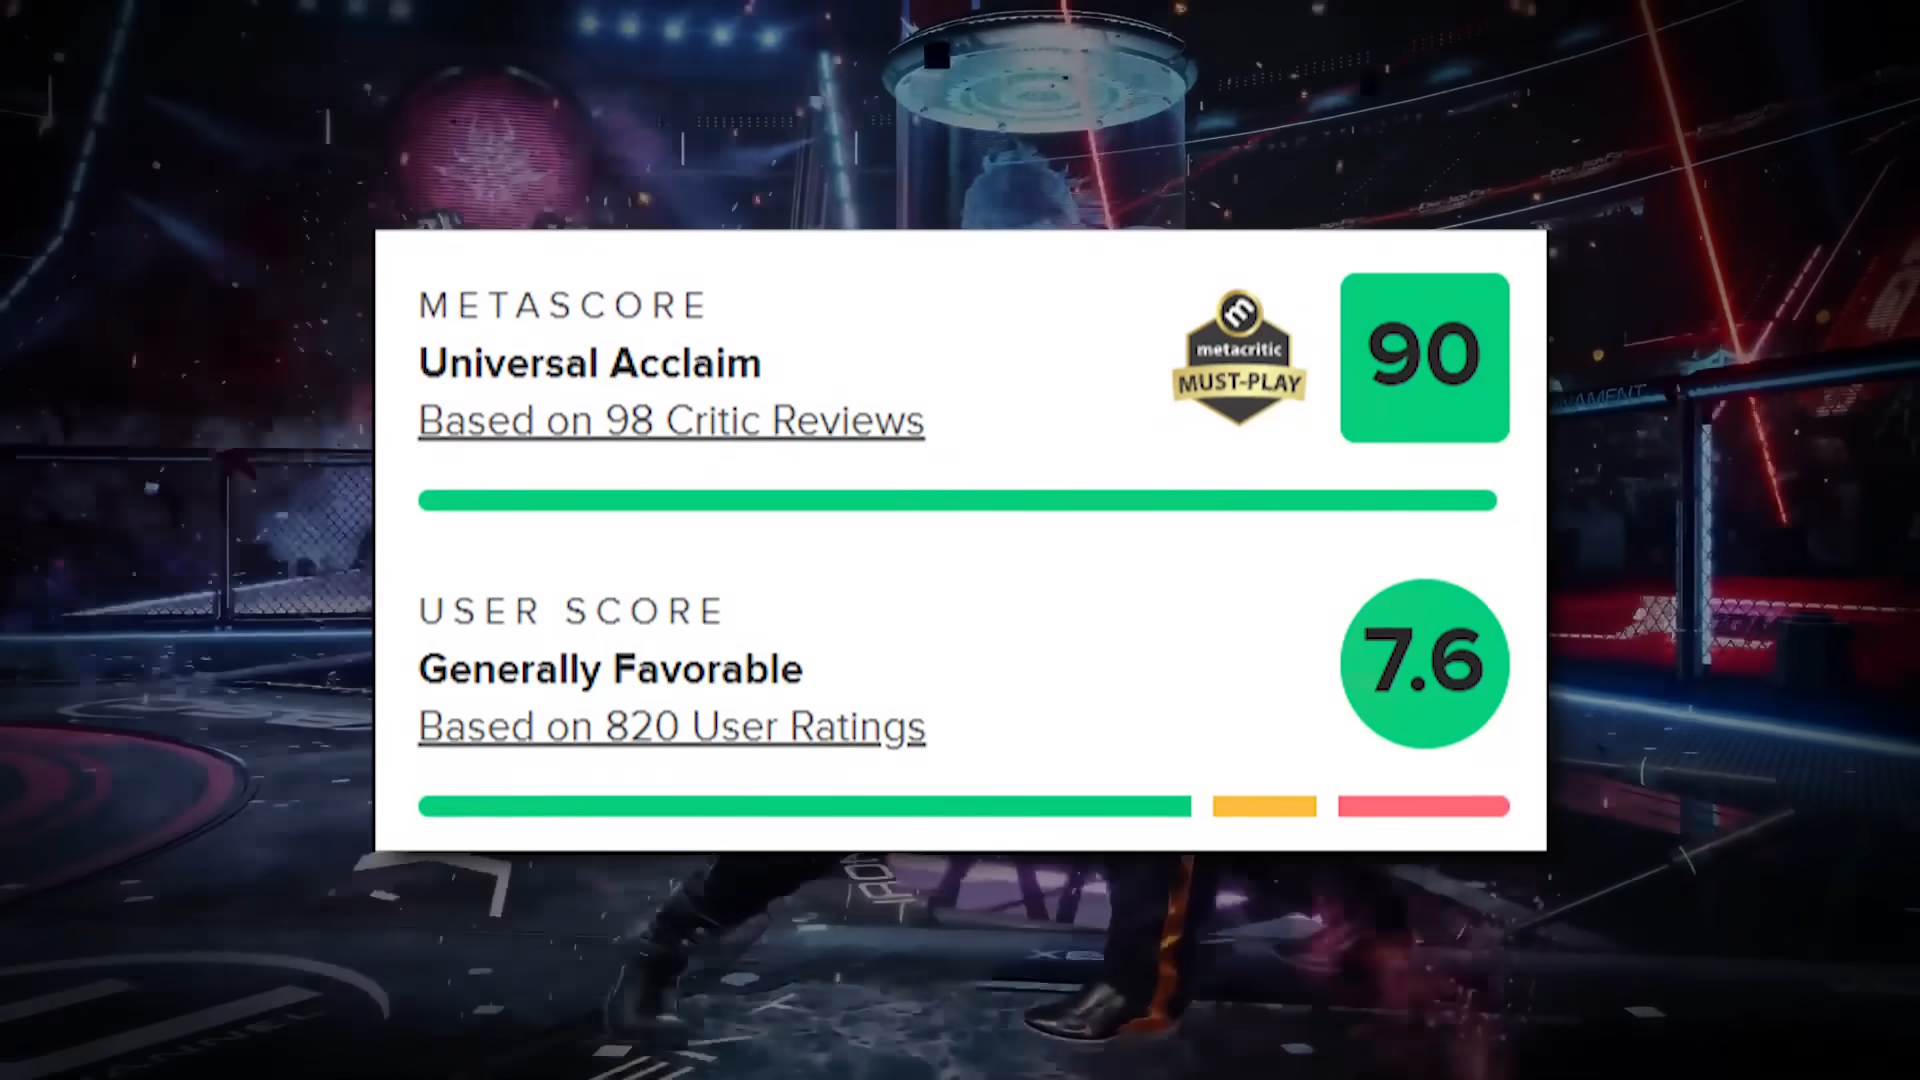 METASCORE
Universal Acclaim
Based on 98 Critic Reviews
metacritic
MUST-PLAY
90
USER SCORE
Generally Favorable
Based on 820 User Ratings
7.6